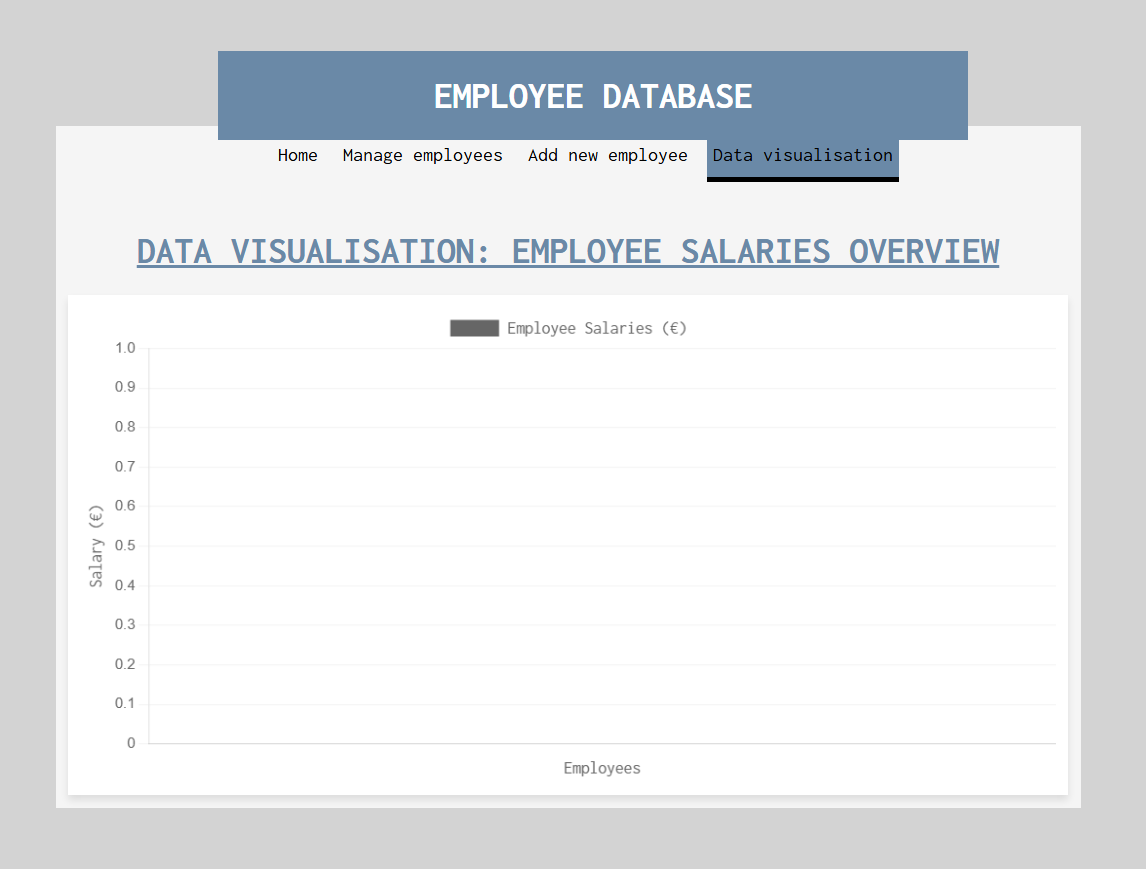 EMPLOYEE DATABASE
Home Manage employees Add new employee Data visualisation
DATA VISUALISATION: EMPLOYEE SALARIES OVERVIEW
Employee Salaries (€)
1.0
0.9
0.8
0.7
0.6
0.5
0.4
0.3
0.2
0.1
0
Salary (€)
Employees